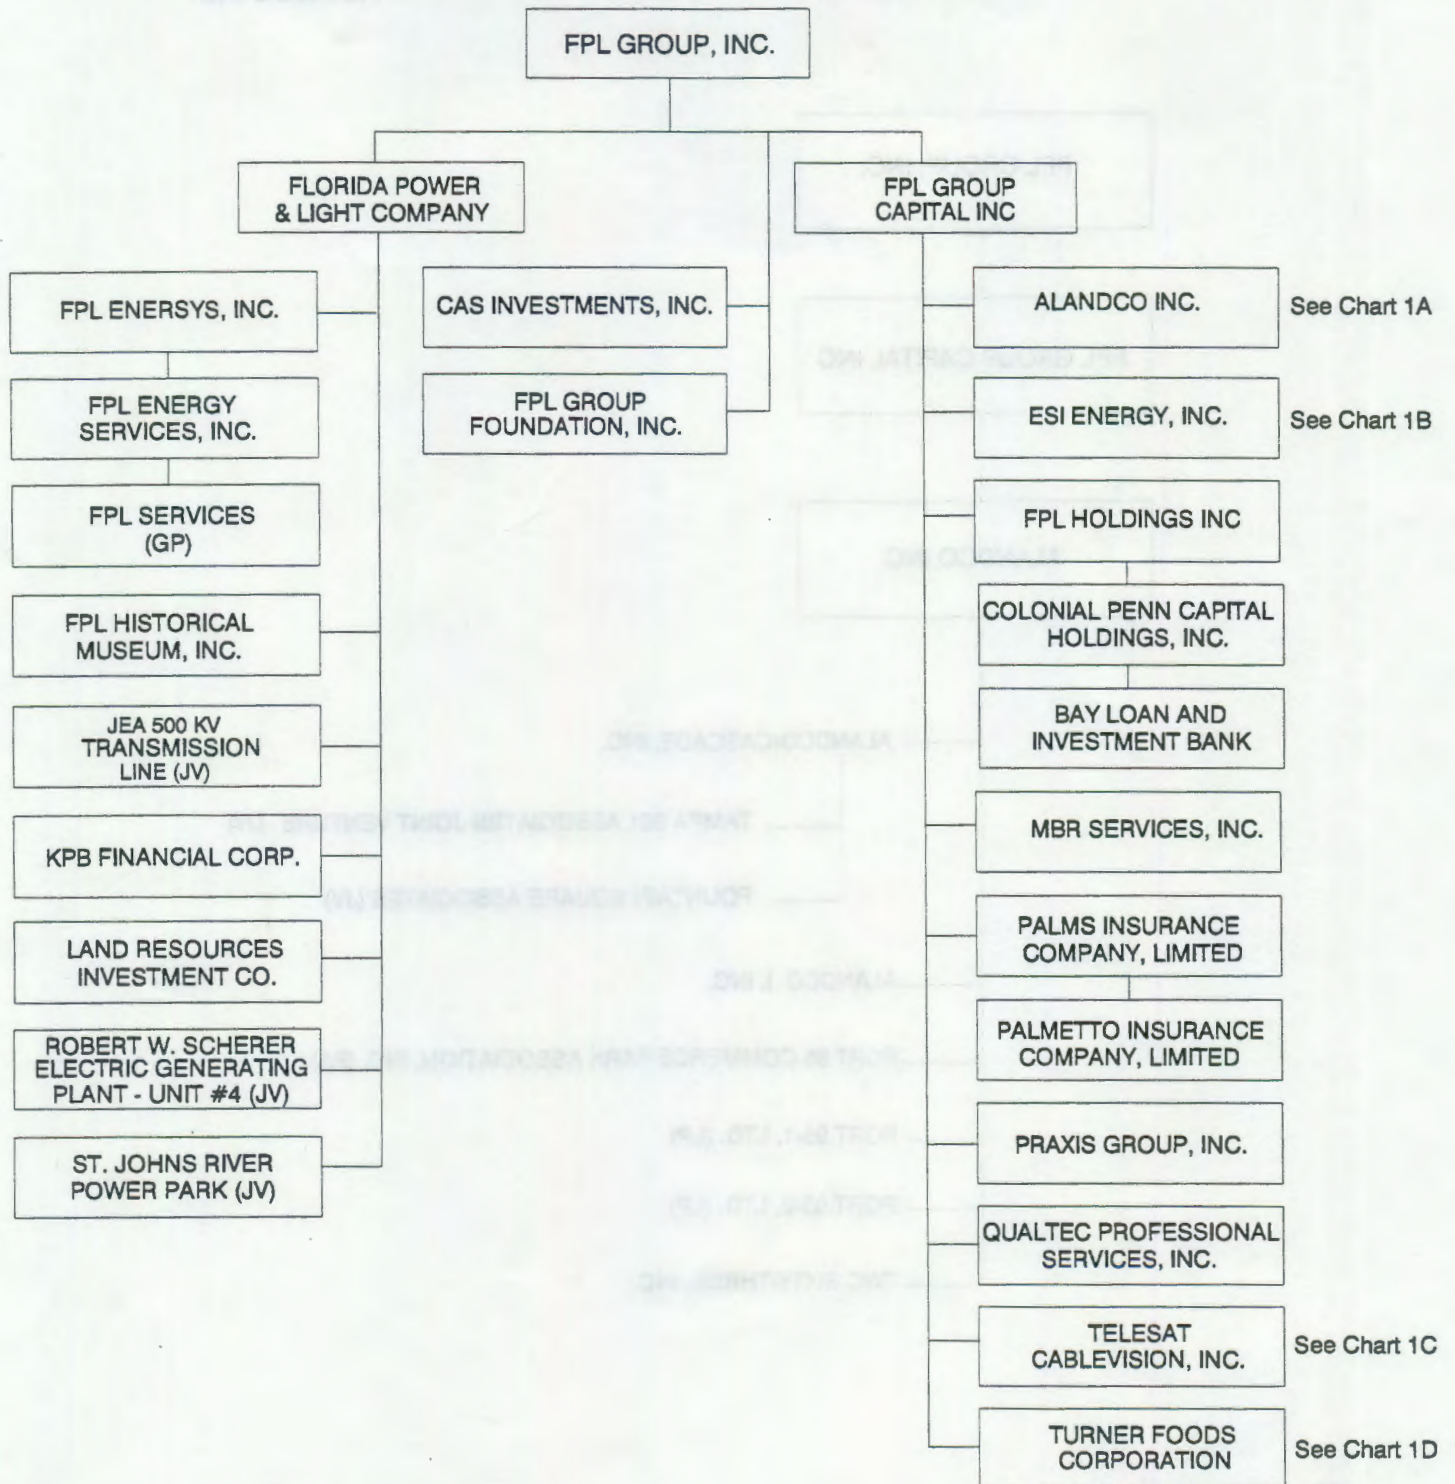 FPL GROUP, INC.
FLORIDA POWER
& LIGHT COMPANY
FPL GROUP
CAPITAL INC
FPL ENERSYS, INC.
FPL ENERGY
SERVICES, INC.
FPL SERVICES
(GP)
FPL HISTORICAL
MUSEUM, INC.
JEA 500 KV
TRANSMISSION
LINE (JV)
KPB FINANCIAL CORP.
LAND RESOURCES
INVESTMENT CO.
ROBERT W. SCHERER
ELECTRIC GENERATING
PLANT - UNIT #4 (JV)
ST. JOHNS RIVER
POWER PARK (JV)
CAS INVESTMENTS, INC.
FPL GROUP
FOUNDATION, INC.
ALANDCO INC.
See Chart 1A
ESI ENERGY, INC.
See Chart 1B
FPL HOLDINGS INC
COLONIAL PENN CAPITAL
HOLDINGS, INC.
BAY LOAN AND
INVESTMENT BANK
MBR SERVICES, INC.
PALMS INSURANCE
COMPANY, LIMITED
PALMETTO INSURANCE
COMPANY, LIMITED
PRAXIS GROUP, INC.
QUALTEC PROFESSIONAL
SERVICES, INC.
TELESAT
CABLEVISION, INC.
See Chart 1C
TURNER FOODS
CORPORATION
See Chart 1D